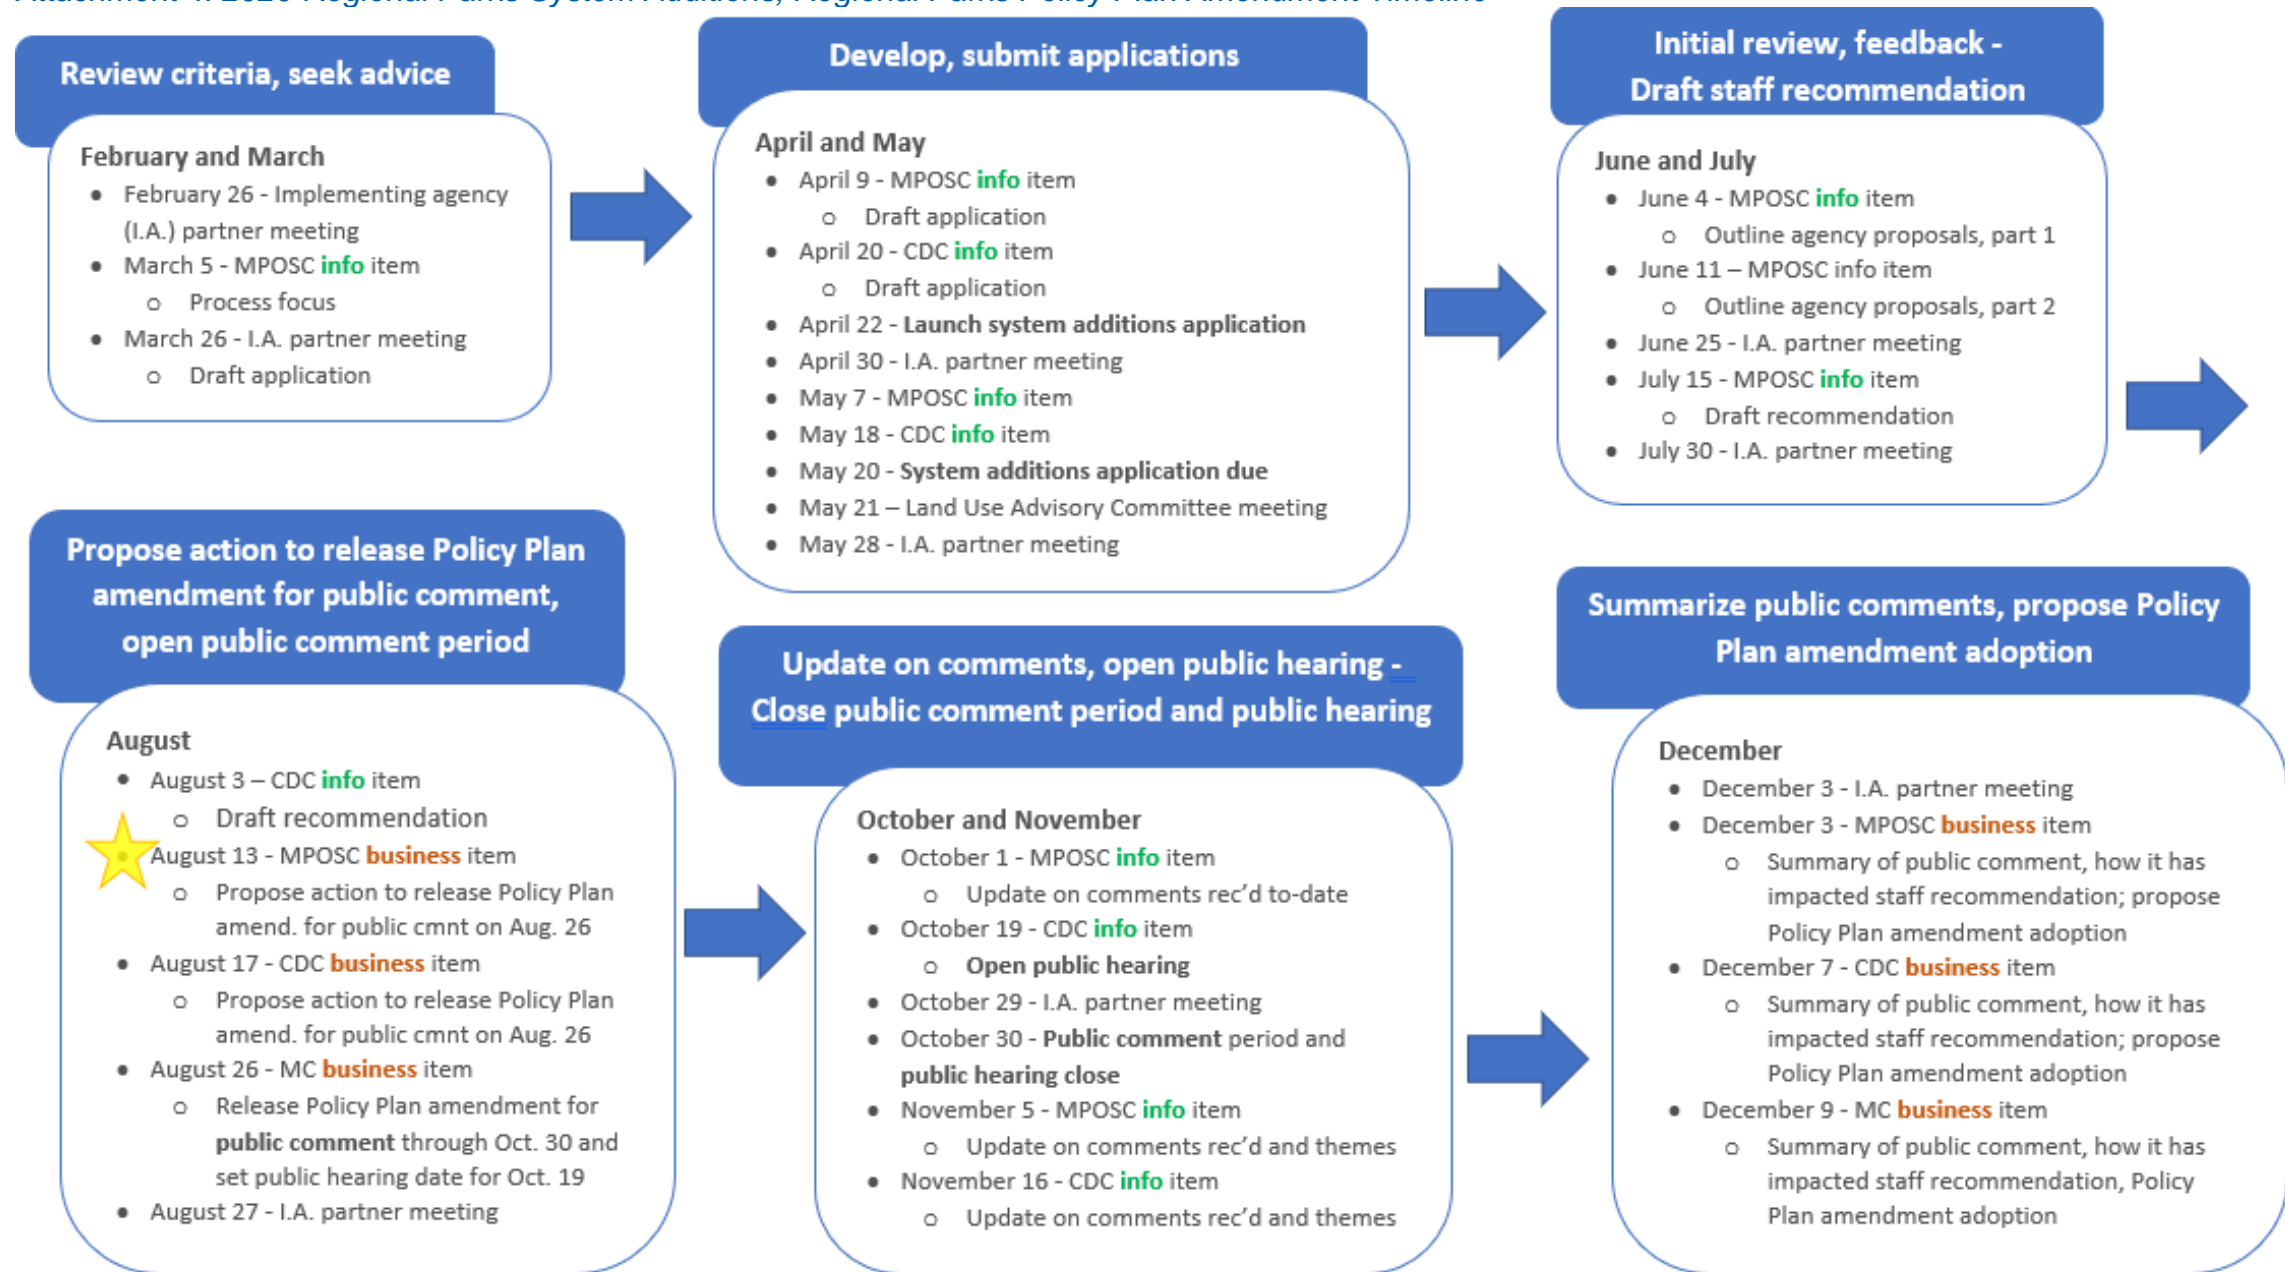 Review criteria, seek advice
February and March
● February 26 - Implementing agency
(I.A.) partner meeting
● March 5 - MPOSC info item
o Process focus
● March 26 - I.A. partner meeting
o Draft application
Develop, submit applications
April and May
● April 9 - MPOSC info item
o Draft application
● April 20 - CDC info item
o Draft application
● April 22 - Launch system additions application
● April 30 - I.A. partner meeting
● May 7 - MPOSC info item
● May 18 - CDC info item
● May 20 - System additions application due
● May 21 – Land Use Advisory Committee meeting
● May 28 - I.A. partner meeting
Initial review, feedback -
Draft staff recommendation
June and July
● June 4 - MPOSC info item
o Outline agency proposals, part 1
● June 11 – MPOSC info item
o Outline agency proposals, part 2
● June 25 - I.A. partner meeting
● July 15 - MPOSC info item
o Draft recommendation
● July 30 - I.A. partner meeting
Propose action to release Policy Plan
amendment for public comment,
open public comment period
August
● August 3 – CDC info item
o Draft recommendation
● August 13 - MPOSC business item
o Propose action to release Policy Plan
amend. for public cmnt on Aug. 26
● August 17 - CDC business item
o Propose action to release Policy Plan
amend. for public cmnt on Aug. 26
● August 26 - MC business item
o Release Policy Plan amendment for
public comment through Oct. 30 and
set public hearing date for Oct. 19
● August 27 - I.A. partner meeting
Update on comments, open public hearing -
Close public comment period and public hearing
October and November
● October 1 - MPOSC info item
o Update on comments rec’d to-date
● October 19 - CDC info item
o Open public hearing
● October 29 - I.A. partner meeting
● October 30 - Public comment period and
public hearing close
● November 5 - MPOSC info item
o Update on comments rec’d and themes
● November 16 - CDC info item
o Update on comments rec’d and themes
Summarize public comments, propose Policy
Plan amendment adoption
December
● December 3 - I.A. partner meeting
● December 3 - MPOSC business item
o Summary of public comment, how it has
impacted staff recommendation; propose
Policy Plan amendment adoption
● December 7 - CDC business item
o Summary of public comment, how it has
impacted staff recommendation; propose
Policy Plan amendment adoption
● December 9 - MC business item
o Summary of public comment, how it has
impacted staff recommendation, Policy
Plan amendment adoption